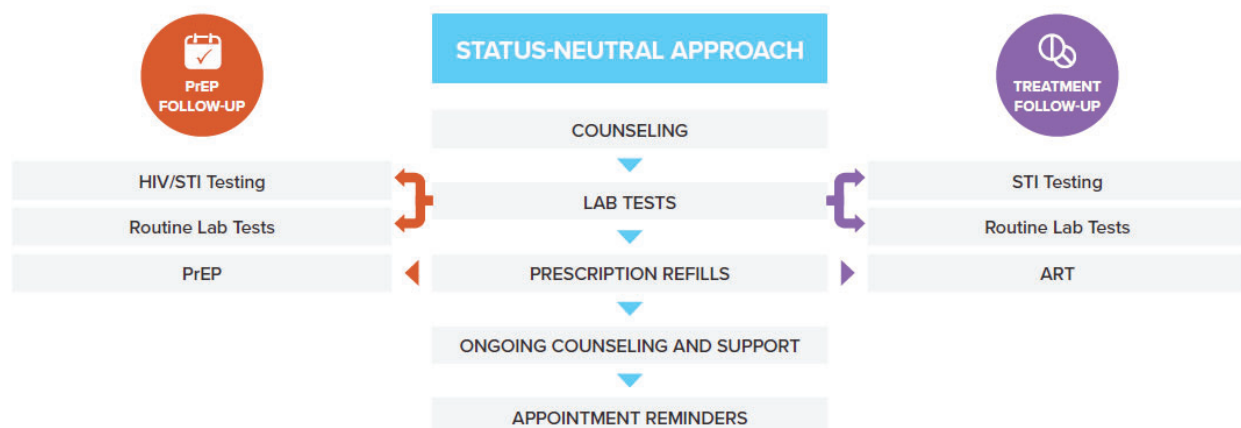 PrEP
FOLLOW-UP
STATUS-NEUTRAL APPROACH
TREATMENT
FOLLOW-UP
COUNSELING
HIV/STI Testing
LAB TESTS
STI Testing
Routine Lab Tests
Routine Lab Tests
PrEP
PRESCRIPTION REFILLS
ART
ONGOING COUNSELING AND SUPPORT
APPOINTMENT REMINDERS